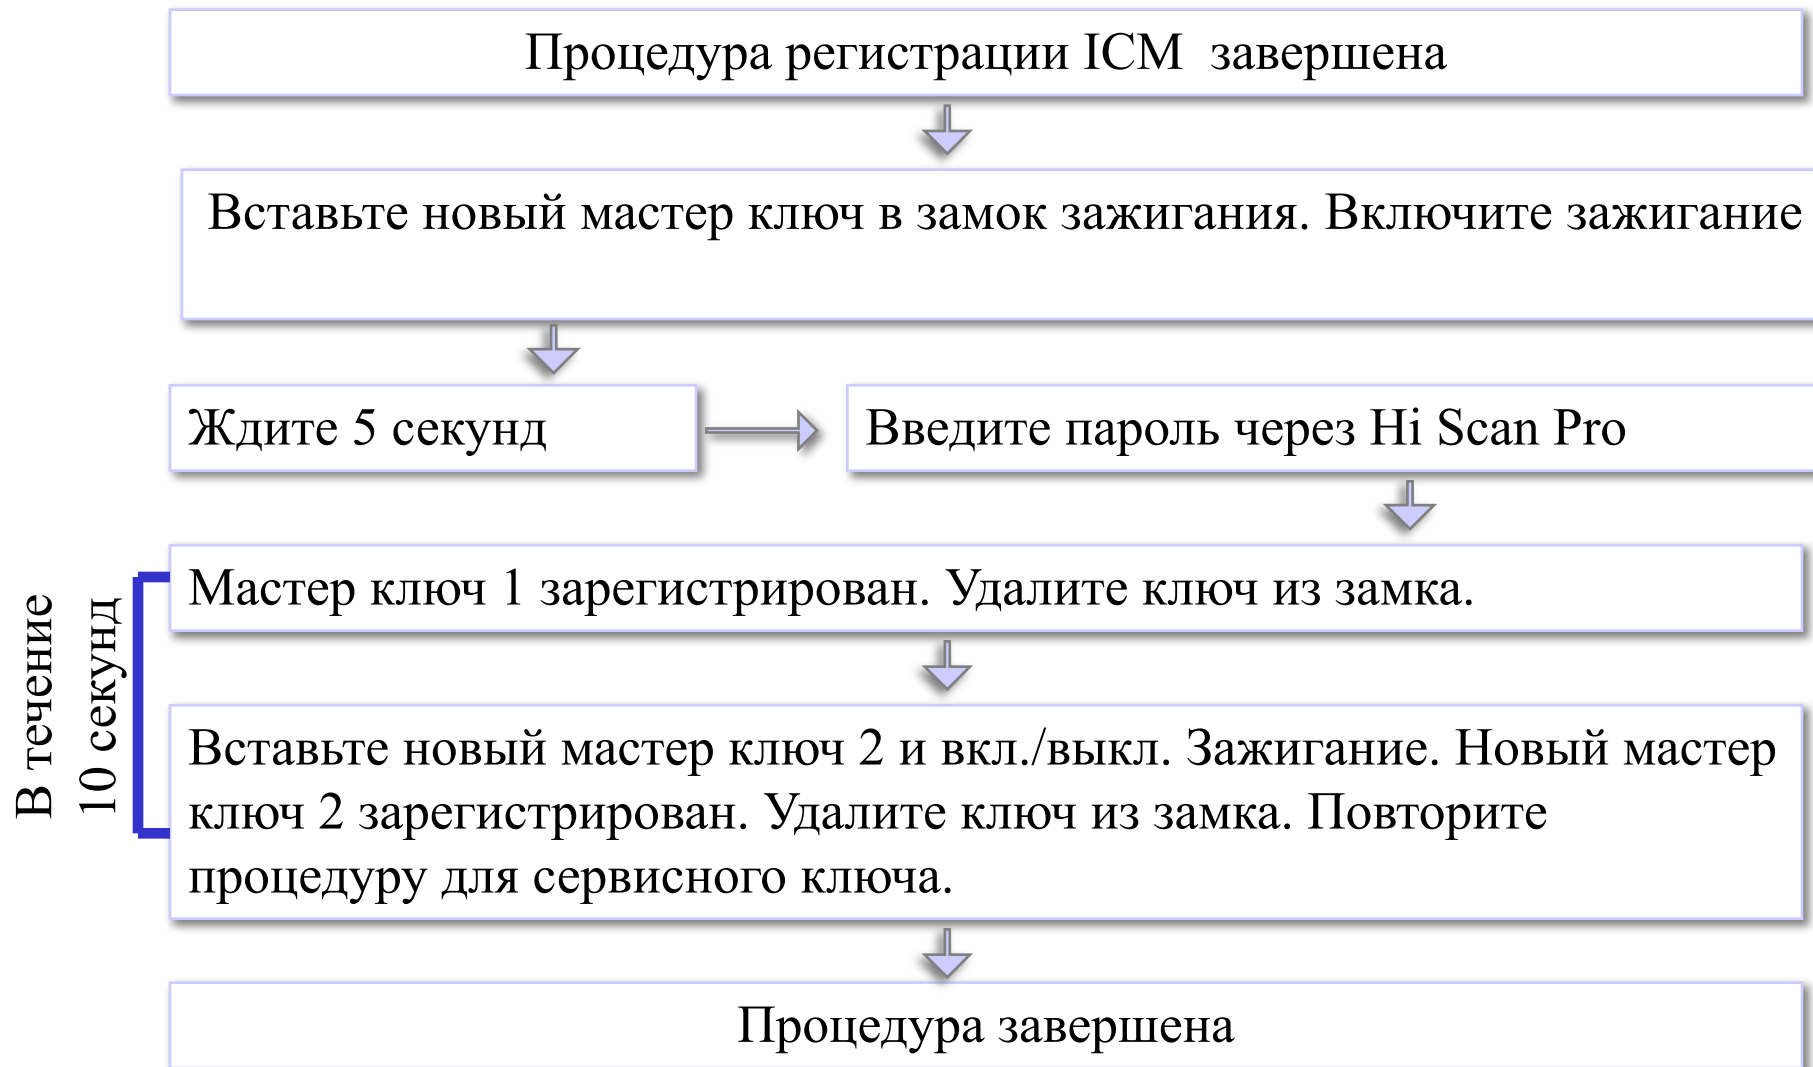 Процедура регистрации ICM  завершена
Вставьте новый мастер ключ в замок зажигания. Включите зажигание
Ждите 5 секунд
Введите пароль через Hi Scan Pro
В течение
10 секунд
Мастер ключ 1 зарегистрирован. Удалите ключ из замка.
Вставьте новый мастер ключ 2 и вкл./выкл. Зажигание. Новый мастер
ключ 2 зарегистрирован. Удалите ключ из замка. Повторите
процедуру для сервисного ключа.
Процедура завершена